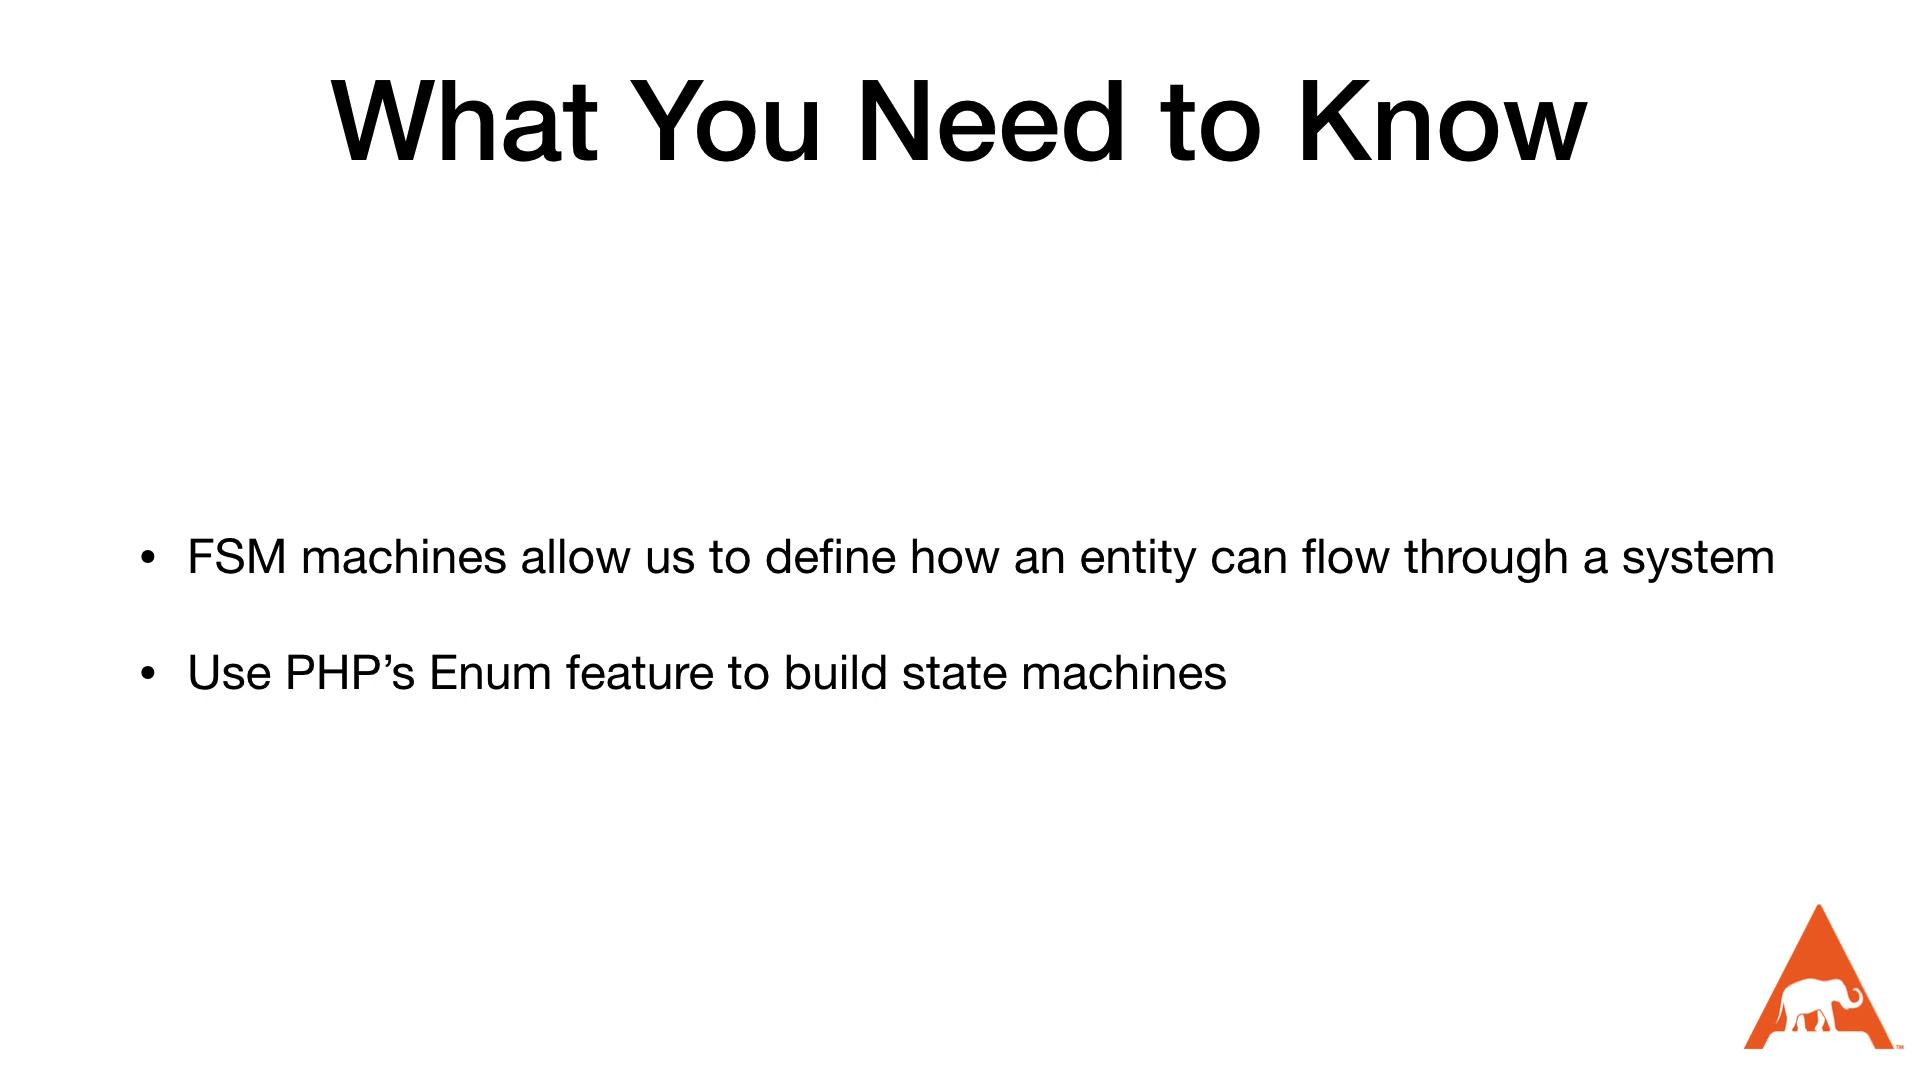 What You Need to Know
• FSM machines allow us to define how an entity can flow through a system
• Use PHP’s Enum feature to build state machines
™